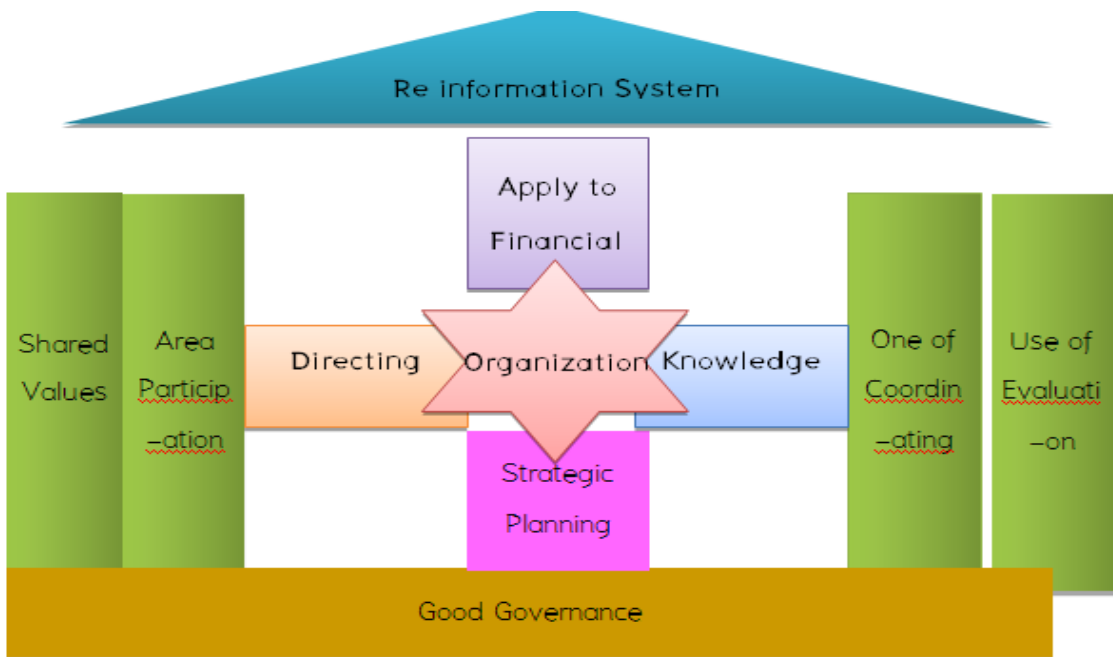 Re information System
Apply to
Financial
Shared
Values
Area
Particip
-ation
Directing
Organization
Knowledge
One of
Coordin
-ating
Use of
Evaluati
-on
Strategic
Planning
Good Governance